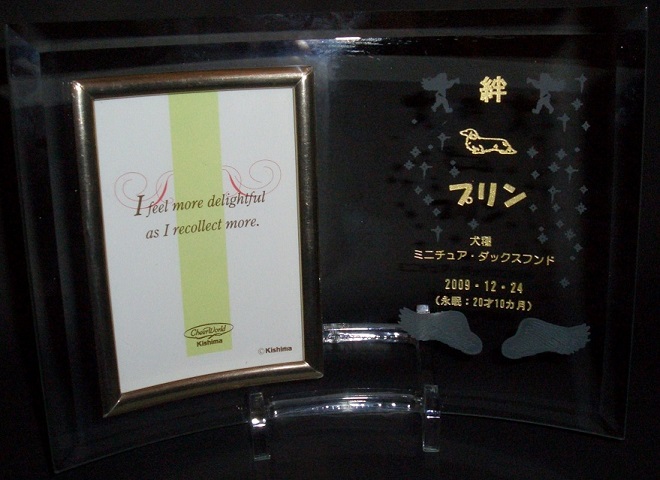 I feel more delightful
as I recollect more.
CheerWorld
Kishima
©Kishima
絆
プリン
犬種
ミニチュア・ダックスフンド
2009・12・24
(永眠:20才10カ月)